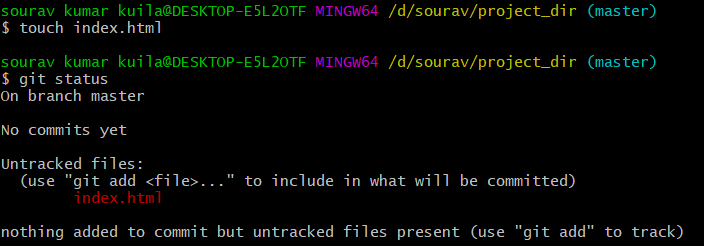 sourav kumar kuila@DESKTOP-E5L2OTF MINGW64 /d/sourav/project_dir (master)
$ touch index.html
sourav kumar kuila@DESKTOP-E5L2OTF MINGW64 /d/sourav/project_dir (master)
$ git status
On branch master
No commits yet
Untracked files:
  (use "git add <file>..." to include in what will be committed)
        index.html
nothing added to commit but untracked files present (use "git add" to track)